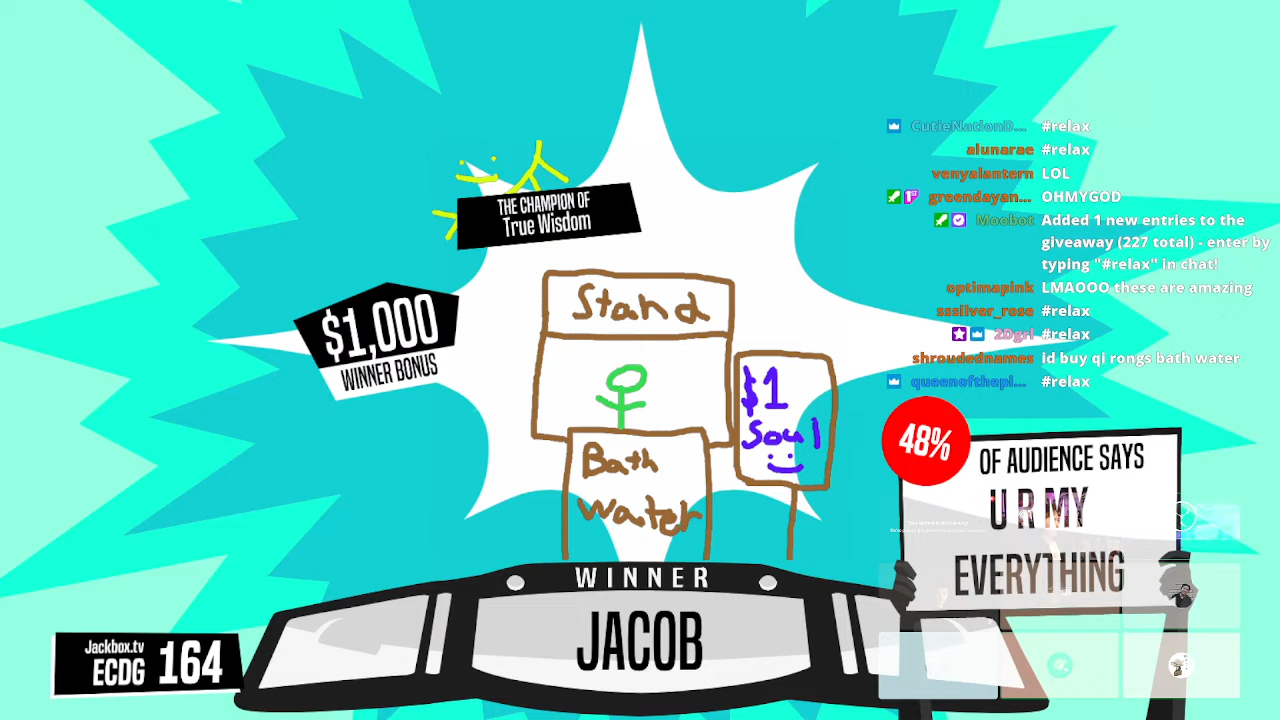 THE CHAMPION OF
True Wisdom
$1,000
WINNER BONUS
Stand
$1
Soul
Bath
Water
WINNER
JACOB
Jackbox.tv
ECDG 164
CutieNationD... #relax
alunarae #relax
venyalantern LOL
greendayan... OHMYGOD
Moobot Added 1 new entries to the
giveaway (227 total) - enter by
typing "#relax" in chat!
optimapink LMAOOO these are amazing
sssilver_rose #relax
2Dgrl #relax
shroudednames id buy qi rongs bath water
queenofthepl... #relax
48%
OF AUDIENCE SAYS
U R MY
EVERYTHING